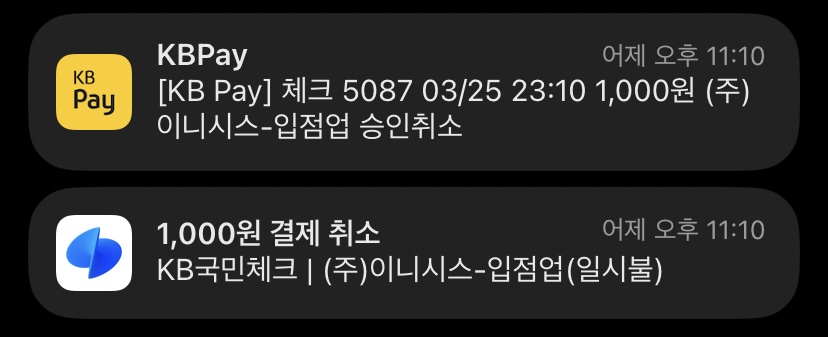 KB
Pay
KBPay
어제 오후 11:10
[KB Pay] 체크 5087 03/25 23:10 1,000원 (주)
이니시스-입점업 승인취소
1,000원 결제 취소
어제 오후 11:10
KB국민체크 | (주)이니시스-입점업(일시불)